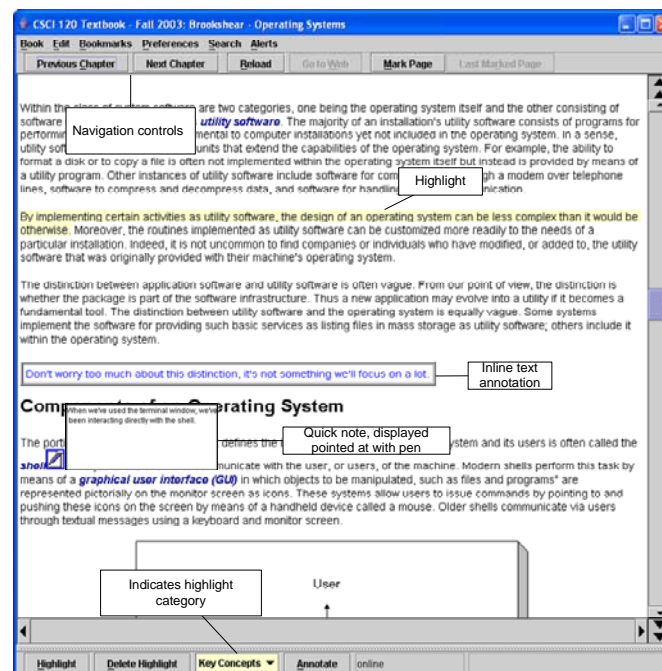 CSCI 120 Textbook - Fall 2003: Brookshear - Operating Systems
Book Edit Bookmarks Preferences Search Alerts
Previous Chapter Next Chapter Reload Go to Web Mark Page Last Marked Page
Within the class of system software are two categories, one being the operating system itself and the other consisting of
software utility software. The majority of an installation's utility software consists of programs for
performin mental to computer installations yet not included in the operating system. In a sense,
utility sof units that extend the capabilities of the operating system. For example, the ability to
format a disk or to copy a file is often not implemented within the operating system itself but instead is provided by means of
a utility program. Other instances of utility software include software for com gh a modem over telephone
lines, software to compress and decompress data, and software for handlin nication.
Navigation controls
Highlight
By implementing certain activities as utility software, the design of an operating system can be less complex than it would be
otherwise. Moreover, the routines implemented as utility software can be customized more readily to the needs of a
particular installation. Indeed, it is not uncommon to find companies or individuals who have modified, or added to, the utility
software that was originally provided with their machine's operating system.
The distinction between application software and utility software is often vague. From our point of view, the distinction is
whether the package is part of the software infrastructure. Thus a new application may evolve into a utility if it becomes a
fundamental tool. The distinction between utility software and the operating system is equally vague. Some systems
implement the software for providing such basic services as listing files in mass storage as utility software; others include it
within the operating system.
Don't worry too much about this distinction, it's not something we'll focus on a lot.
Inline text
annotation
Com rating System
When we've used the terminal window, we've
been interacting directly with the shell.
Quick note, displayed
pointed at with pen
The porti defines the ystem and its users is often called the
shel municate with the user, or users, of the machine. Modern shells perform this task by
means of a graphical user interface (GUI) in which objects to be manipulated, such as files and programs" are
represented pictorially on the monitor screen as icons. These systems allow users to issue commands by pointing to and
pushing these icons on the screen by means of a handheld device called a mouse. Older shells communicate via users
through textual messages using a keyboard and monitor screen.
Indicates highlight
category
User
Highlight Delete Highlight Key Concepts Annotate online